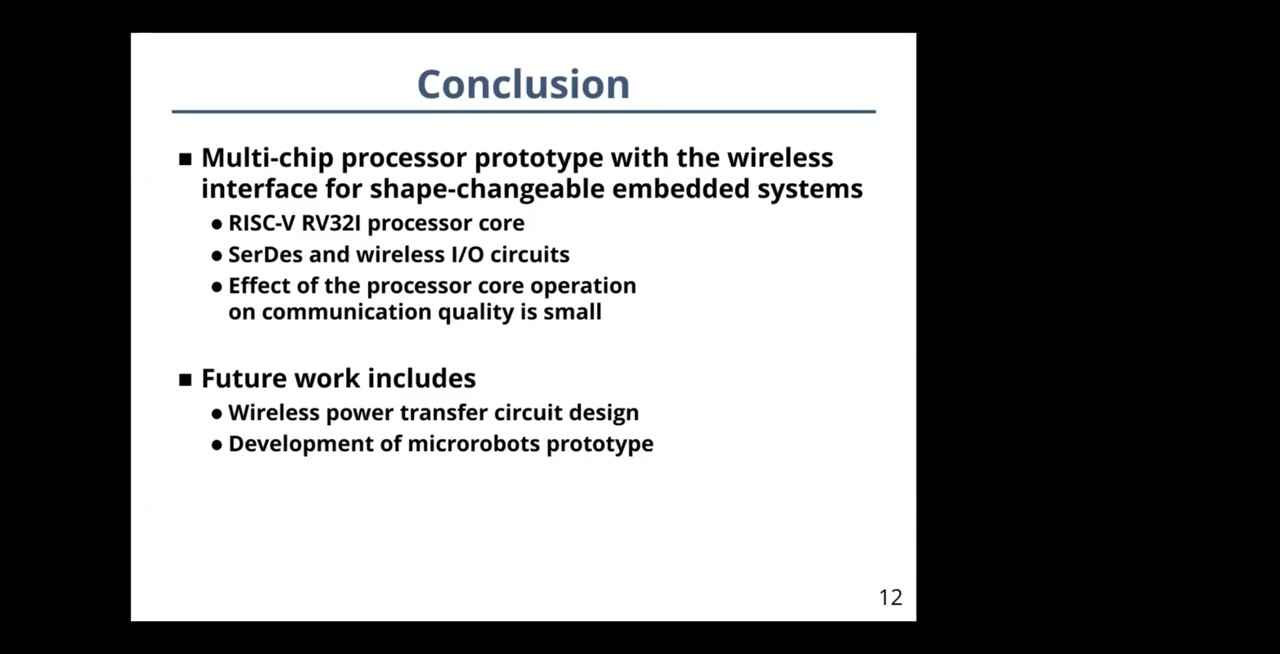 Conclusion
■ Multi-chip processor prototype with the wireless
interface for shape-changeable embedded systems
● RISC-V RV32I processor core
● SerDes and wireless I/O circuits
● Effect of the processor core operation
on communication quality is small
■ Future work includes
● Wireless power transfer circuit design
● Development of microrobots prototype
12